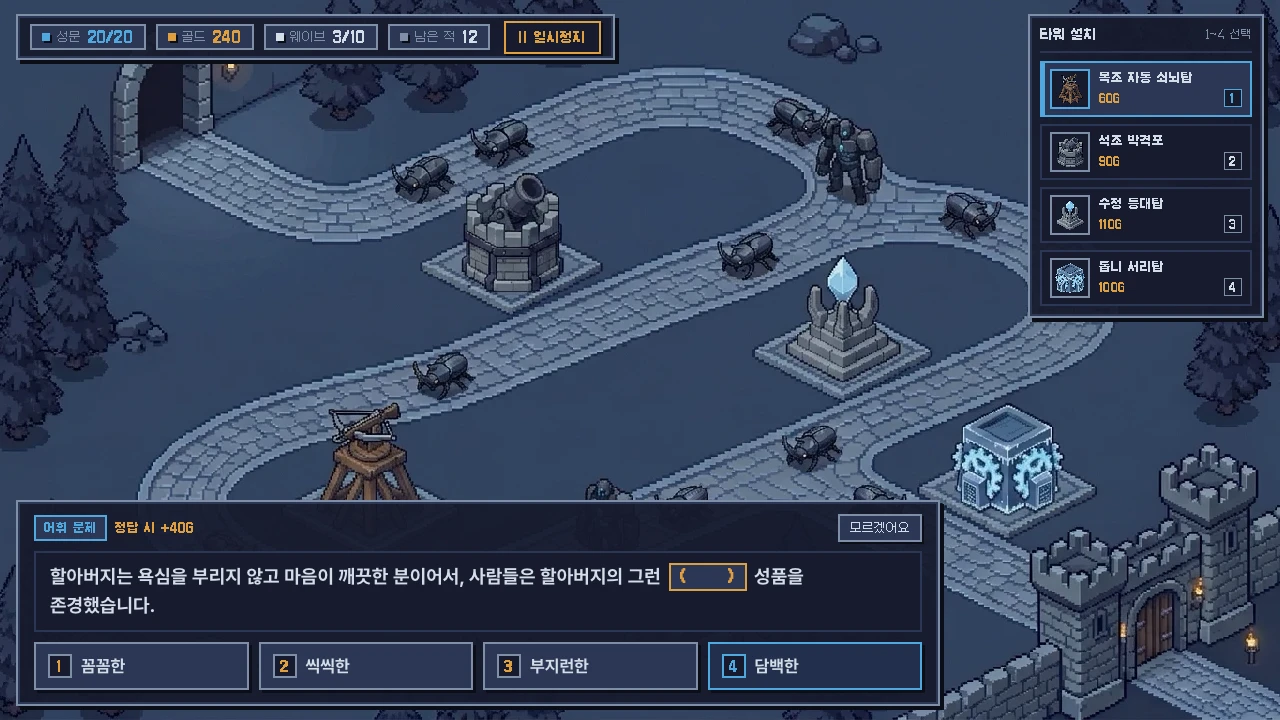 성문 20/20
골드 240
웨이브 3/10
남은 적 12
일시정지
타워 설치
1~4 선택
목조 자동 쇠뇌탑
60G
1
석조 박격포
90G
2
수정 등대탑
110G
3
톱니 서리탑
100G
4
어휘 문제
정답 시 +40G
모르겠어요
할아버지는 욕심을 부리지 않고 마음이 깨끗한 분이어서, 사람들은 할아버지의 그런 ( ) 성품을
존경했습니다.
1 꼼꼼한
2 씩씩한
3 부지런한
4 담백한